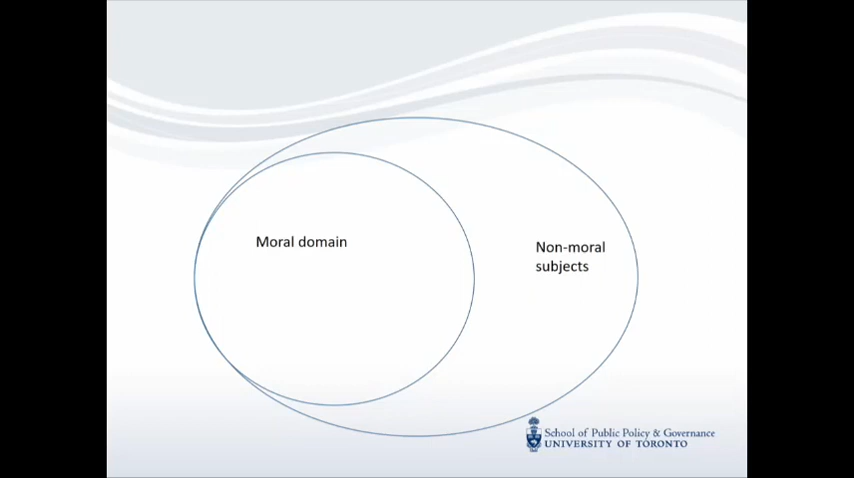 Moral domain
Non-moral
subjects
School of Public Policy & Governance
UNIVERSITY OF TORONTO